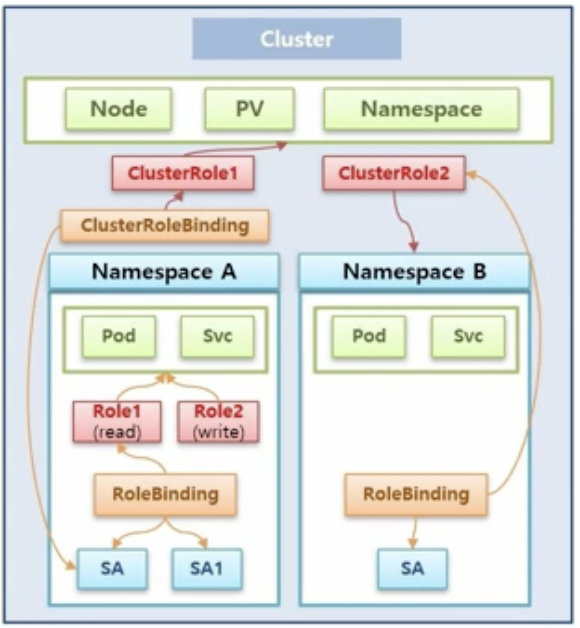 Cluster
Node PV Namespace
ClusterRole1 ClusterRole2
ClusterRoleBinding
Namespace A Namespace B
Pod Svc Pod Svc
Role1 Role2
(read) (write)
RoleBinding RoleBinding
SA SA1 SA